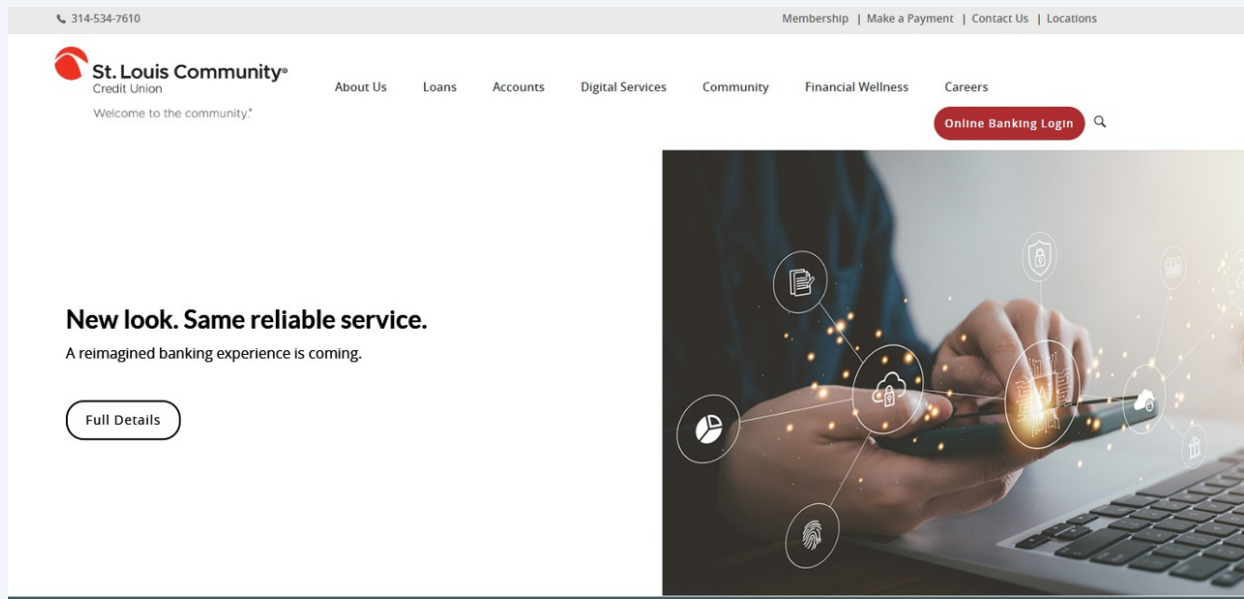 314-534-7610
Membership | Make a Payment | Contact Us | Locations
St. Louis Community®
Credit Union
Welcome to the community.®
About Us Loans Accounts Digital Services Community Financial Wellness Careers
Online Banking Login
New look. Same reliable service.
A reimagined banking experience is coming.
Full Details
AI